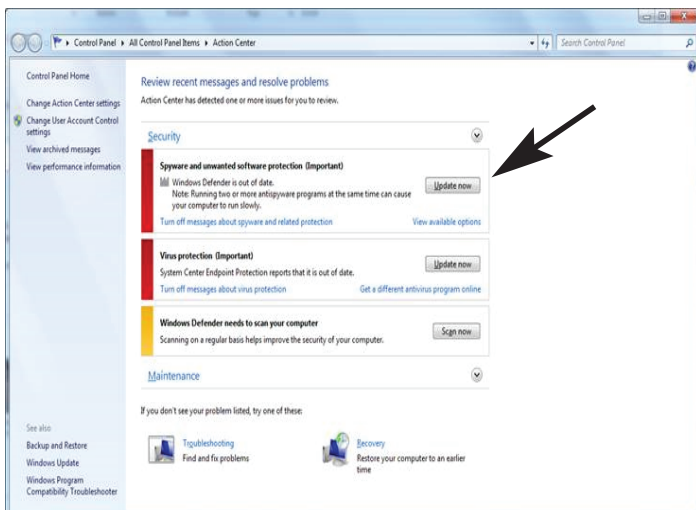 Control Panel
All Control Panel Items
Action Center
Search Control Panel
Control Panel Home
Change Action Center settings
Change User Account Control
settings
View archived messages
View performance information
See also
Backup and Restore
Windows Update
Windows Program
Compatibility Troubleshooter
Review recent messages and resolve problems
Action Center has detected one or more issues for you to review.
Security
Spyware and unwanted software protection (Important)
Windows Defender is out of date.
Note: Running two or more antispyware programs at the same time can cause
your computer to run slowly.
Update now
Turn off messages about spyware and related protection
View available options
Virus protection (Important)
System Center Endpoint Protection reports that it is out of date.
Update now
Turn off messages about virus protection
Get a different antivirus program online
Windows Defender needs to scan your computer
Scanning on a regular basis helps improve the security of your computer.
Scan now
Maintenance
If you don't see your problem listed, try one of these:
Troubleshooting
Find and fix problems
Recovery
Restore your computer to an earlier
time